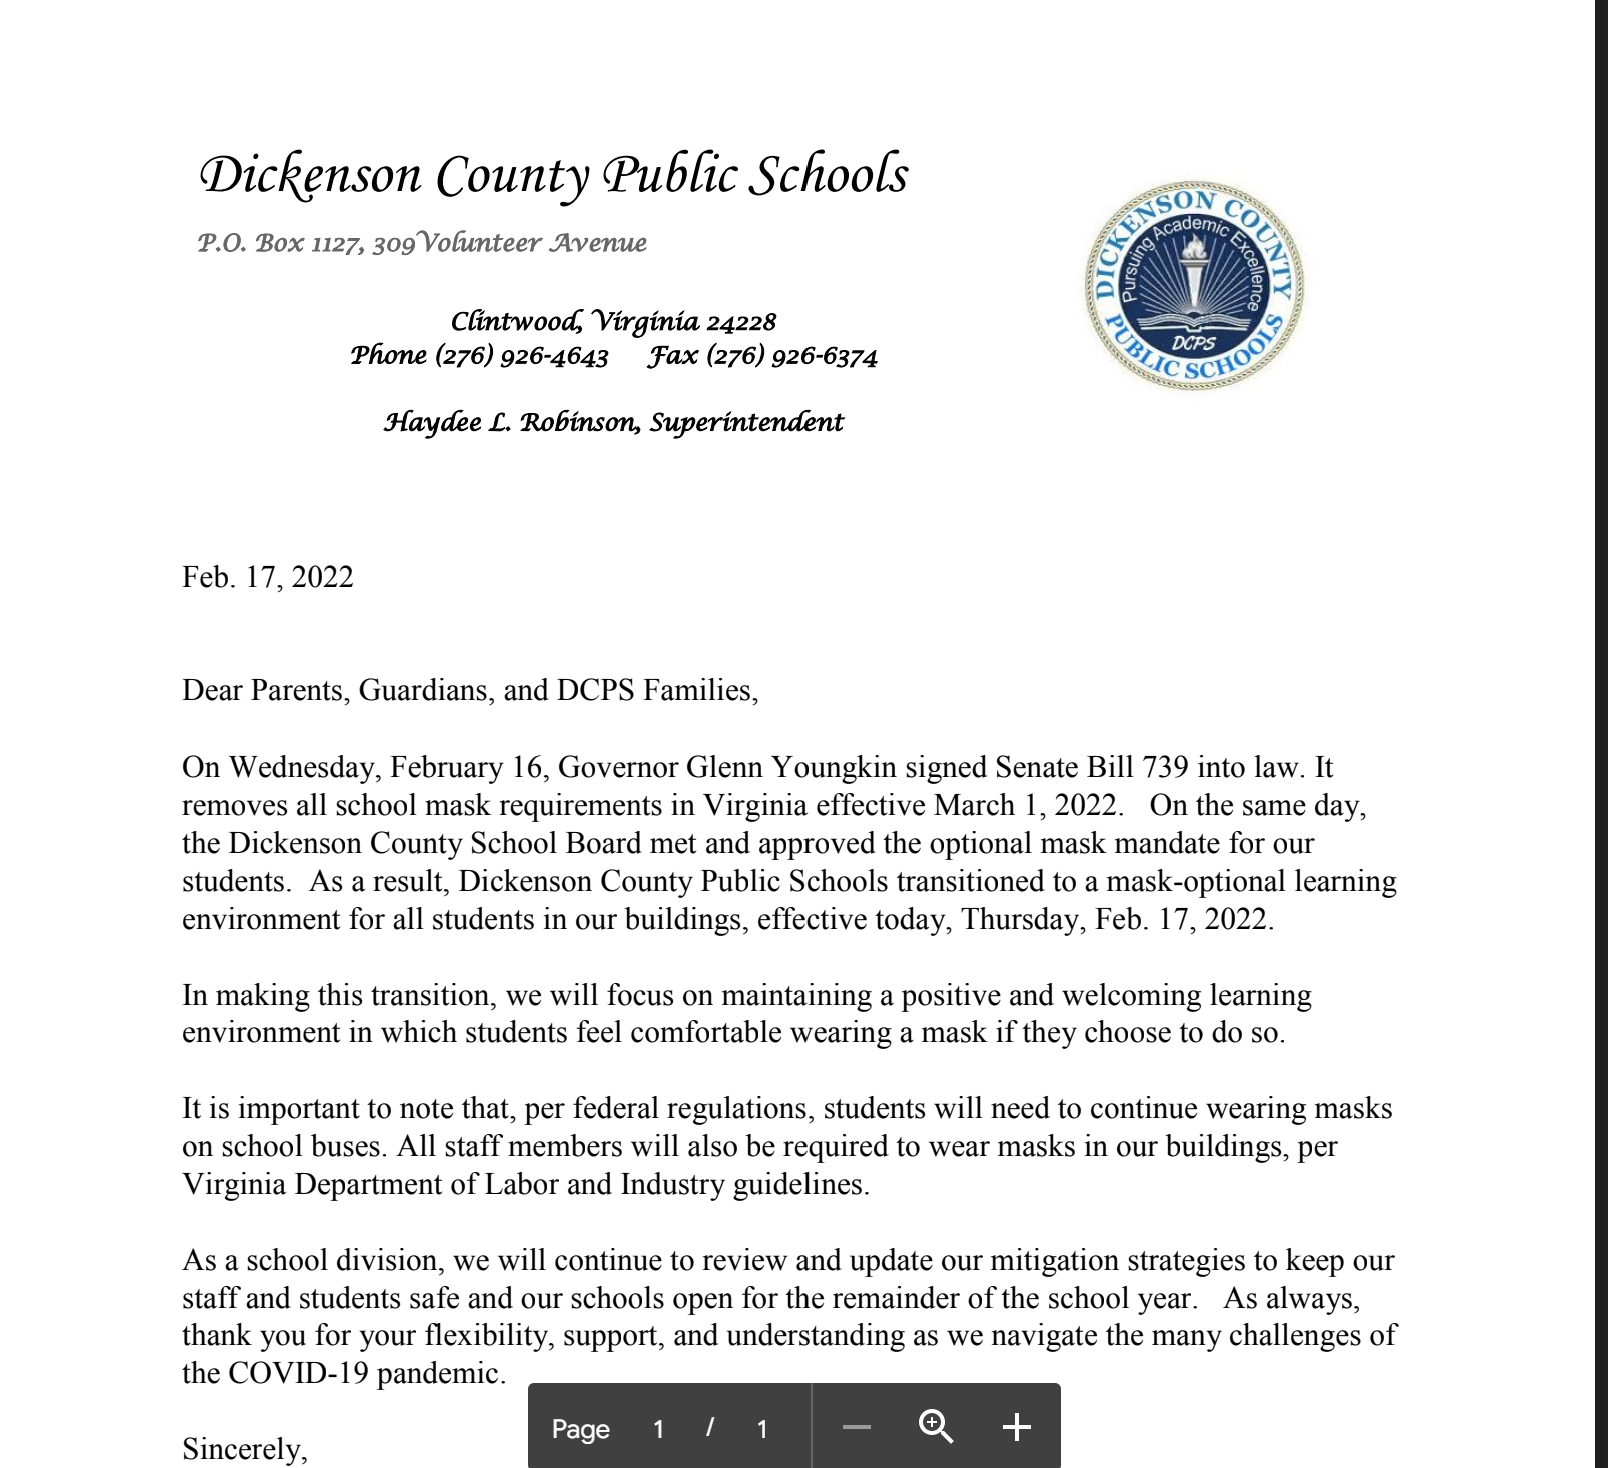 Dickenson County Public Schools
P.O. Box 1127, 309Volunteer Avenue
Clintwood, Virginia 24228
Phone (276) 926-4643 Fax (276) 926-6374
Haydee L. Robinson, Superintendent
DICKENSON COUNTY
PUBLIC SCHOOLS
Pursuing Academic Excellence
DCPS
Feb. 17, 2022
Dear Parents, Guardians, and DCPS Families,
On Wednesday, February 16, Governor Glenn Youngkin signed Senate Bill 739 into law. It
removes all school mask requirements in Virginia effective March 1, 2022. On the same day,
the Dickenson County School Board met and approved the optional mask mandate for our
students. As a result, Dickenson County Public Schools transitioned to a mask-optional learning
environment for all students in our buildings, effective today, Thursday, Feb. 17, 2022.
In making this transition, we will focus on maintaining a positive and welcoming learning
environment in which students feel comfortable wearing a mask if they choose to do so.
It is important to note that, per federal regulations, students will need to continue wearing masks
on school buses. All staff members will also be required to wear masks in our buildings, per
Virginia Department of Labor and Industry guidelines.
As a school division, we will continue to review and update our mitigation strategies to keep our
staff and students safe and our schools open for the remainder of the school year. As always,
thank you for your flexibility, support, and understanding as we navigate the many challenges of
the COVID-19 pandemic.
Page 1 / 1
Sincerely,